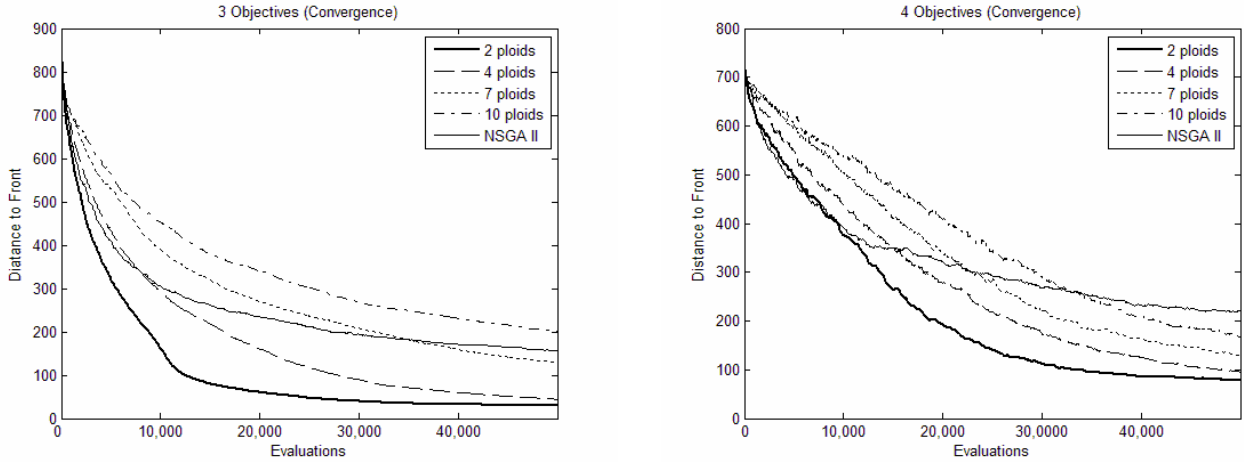 3 Objectives (Convergence)
900
800
700
600
500
400
300
200
100
0
Diatance to Front
0
10,000
20,000
30,000
40,000
Evaluations
2 ploids
4 ploids
7 ploids
10 ploids
NSGA II
4 Objectives (Convergence)
800
700
600
500
400
300
200
100
0
Distance to Front
0
10,000
20,000
30,000
40,000
Evaluations
2 ploids
4 ploids
7 ploids
10 ploids
NSGA II